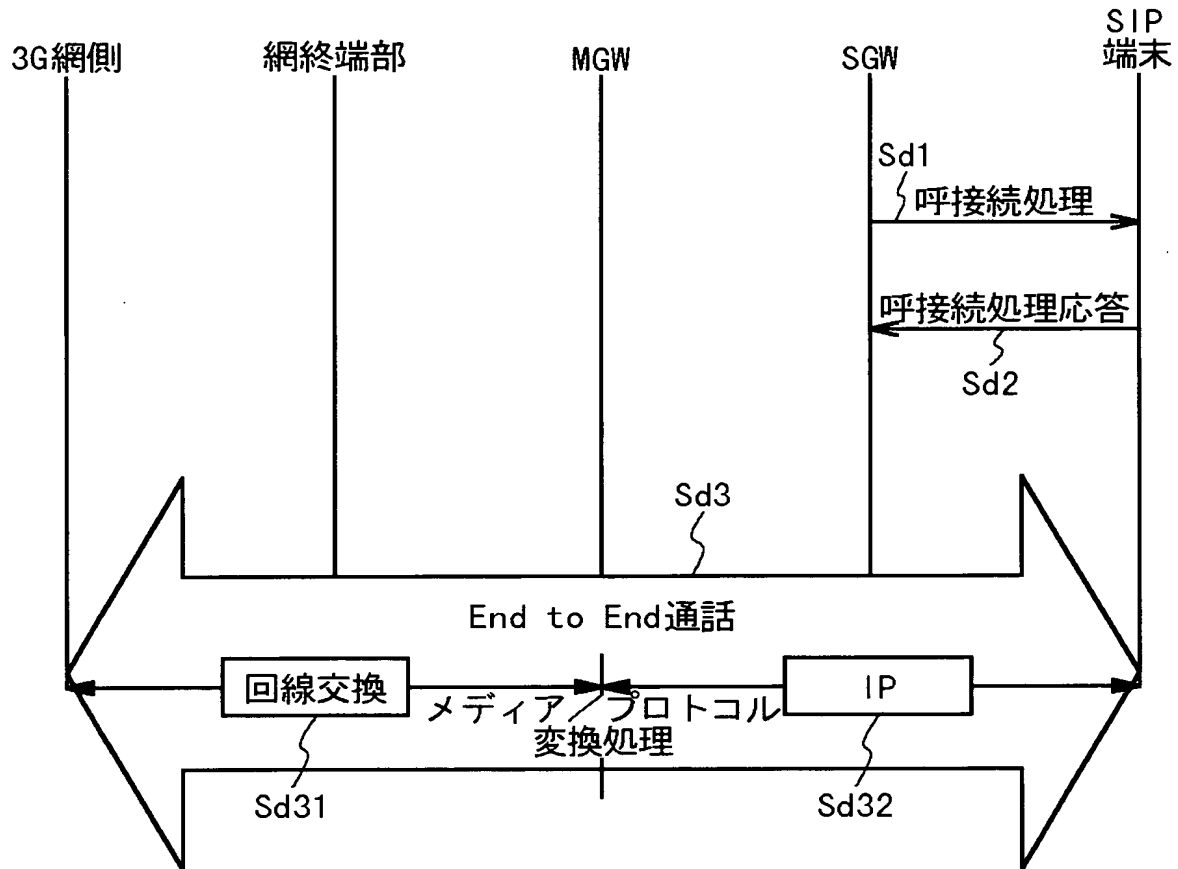 3G網側
網終端部
MGW
SGW
SIP
端末
Sd1
呼接続処理
呼接続処理応答
Sd2
Sd3
End to End通話
回線交換
IP
メディア／プロトコル
変換処理
Sd31
Sd32